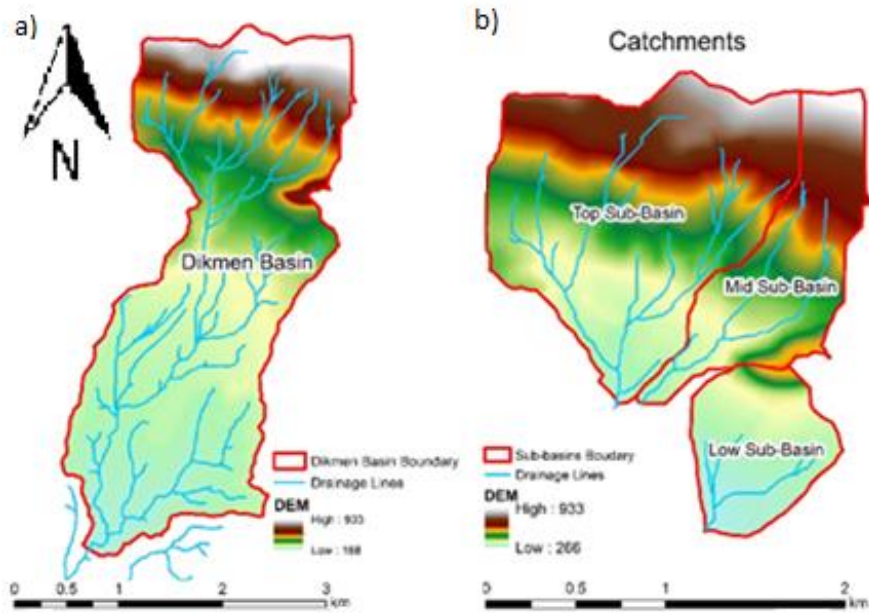 a)
N
Dikmen Basin
Dikmen Basin Boundary
Drainage Lines
DEM
High : 933
Low : 168
0 0.5 1 2 3
km
b)
Catchments
Top Sub-Basin
Mid Sub-Basin
Low Sub-Basin
Sub-basins Boudary
Drainage Lines
DEM
High : 933
Low : 266
0 0.5 1 2
km